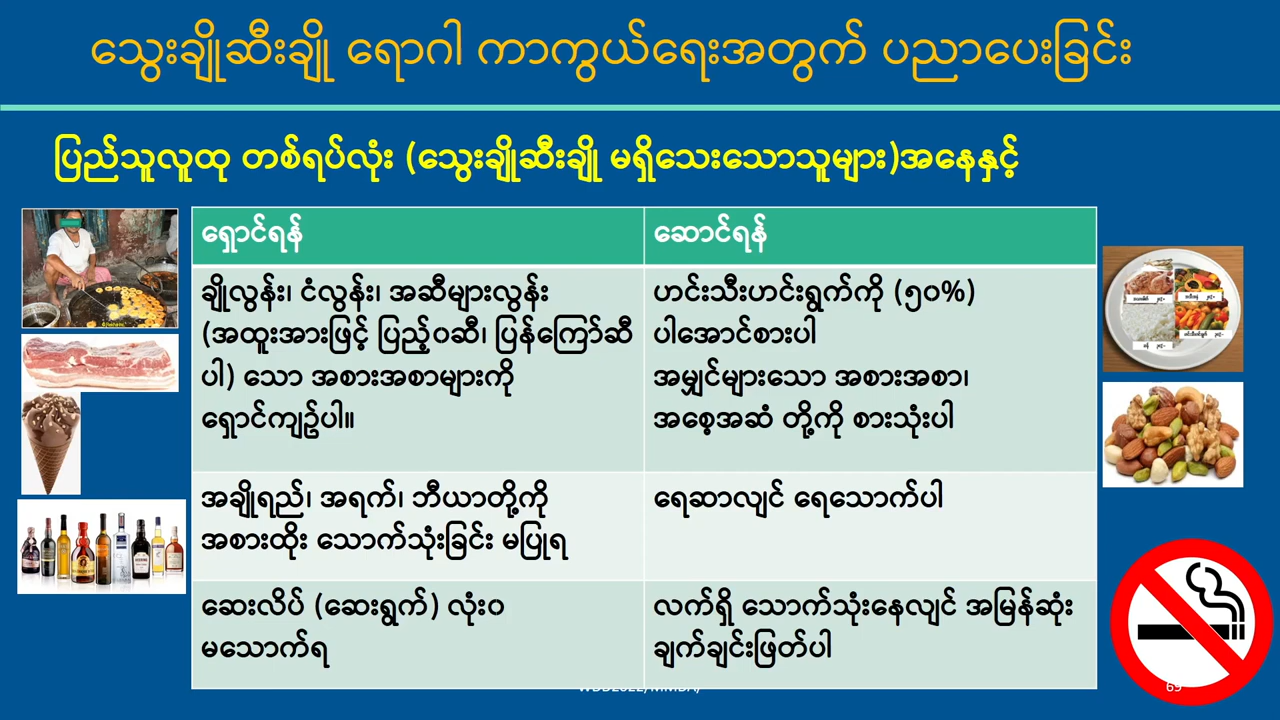 သွေးချိုဆီးချို ရောဂါ ကာကွယ်ရေးအတွက် ပညာပေးခြင်း
ပြည်သူလူထု တစ်ရပ်လုံး (သွေးချိုဆီးချို မရှိသေးသောသူများ)အနေနှင့်
ရှောင်ရန်
ဆောင်ရန်
ချိုလွန်း၊ ငံလွန်း၊ အဆီများလွန်း
(အထူးအားဖြင့် ပြည့်ဝဆီ၊ ပြန်ကြော်ဆီ
ပါ) သော အစားအစာများကို
ရှောင်ကျဉ်ပါ။
ဟင်းသီးဟင်းရွက်ကို (၅၀%)
ပါအောင်စားပါ
အမျှင်များသော အစားအစာ၊
အစေ့အဆံ တို့ကို စားသုံးပါ
အချိုရည်၊ အရက်၊ ဘီယာတို့ကို
အစားထိုး သောက်သုံးခြင်း မပြုရ
ရေဆာလျင် ရေသောက်ပါ
ဆေးလိပ် (ဆေးရွက်) လုံးဝ
မသောက်ရ
လက်ရှိ သောက်သုံးနေလျင် အမြန်ဆုံး
ချက်ချင်းဖြတ်ပါ
69